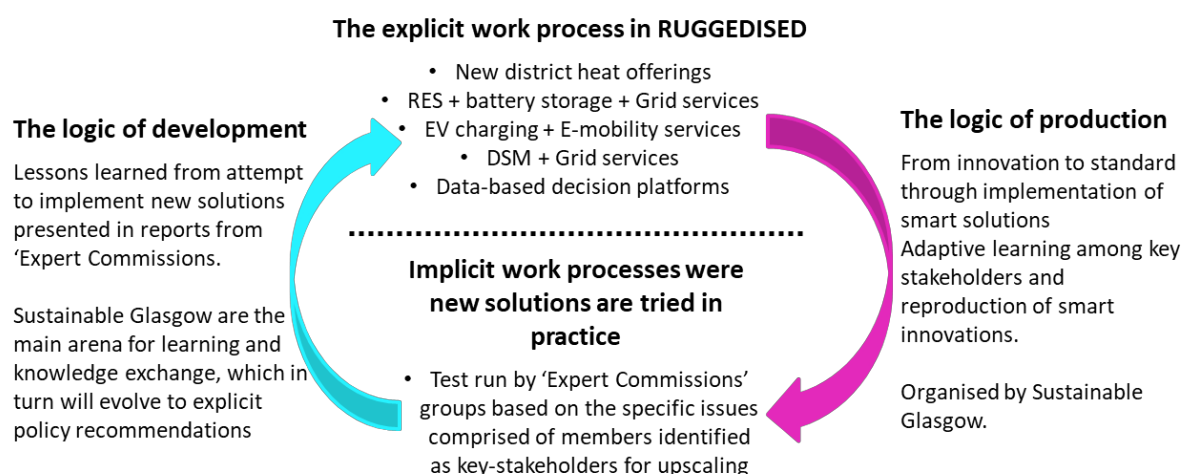 The explicit work process in RUGGEDISED
• New district heat offerings
• RES + battery storage + Grid services
• EV charging + E-mobility services
• DSM + Grid services
• Data-based decision platforms
The logic of development
Lessons learned from attempt
to implement new solutions
presented in reports from
‘Expert Commissions.
Sustainable Glasgow are the
main arena for learning and
knowledge exchange, which in
turn will evolve to explicit
policy recommendations
Implicit work processes were
new solutions are tried in
practice
• Test run by ‘Expert Commissions’
groups based on the specific issues
comprised of members identified
as key-stakeholders for upscaling
The logic of production
From innovation to standard
through implementation of
smart solutions
Adaptive learning among key
stakeholders and
reproduction of smart
innovations.
Organised by Sustainable
Glasgow.